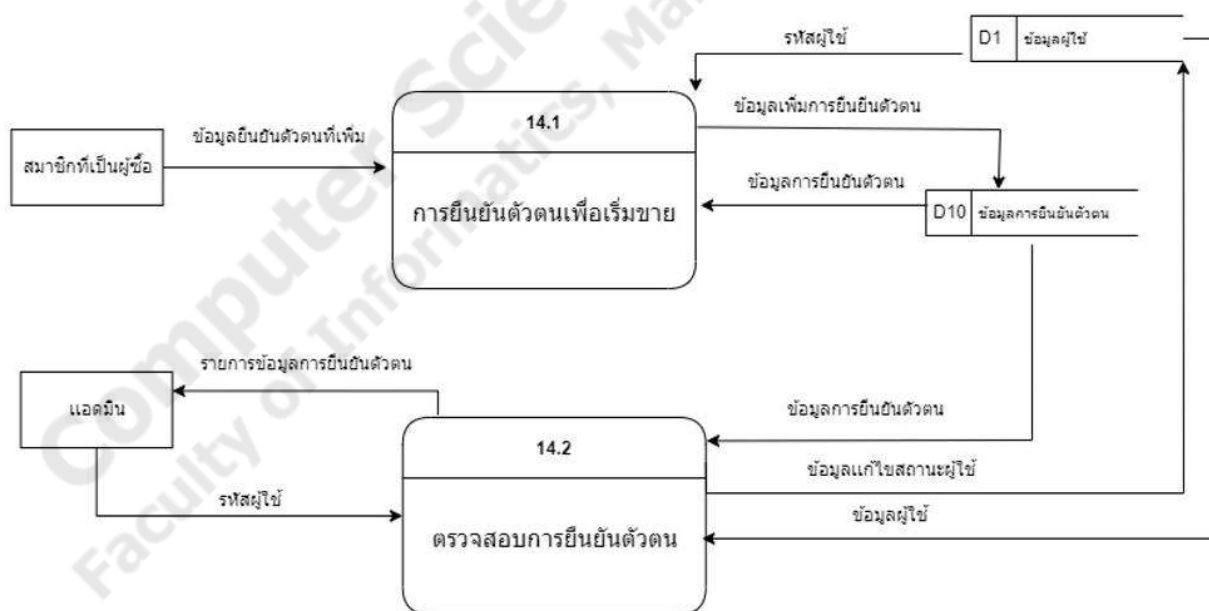 รหัสผู้ใช้
D1 ข้อมูลผู้ใช้
14.1
ข้อมูลเพิ่มการยืนยันตัวตน
ข้อมูลยืนยันตัวตนที่เพิ่ม
สมาชิกที่เป็นผู้ซื้อ
ข้อมูลการยืนยันตัวตน
การยืนยันตัวตนเพื่อเริ่มขาย
D10 ข้อมูลการยืนยันตัวตน
รายการข้อมูลการยืนยันตัวตน
แอดมิน
ข้อมูลการยืนยันตัวตน
14.2
ข้อมูลแก้ไขสถานะผู้ใช้
รหัสผู้ใช้
ข้อมูลผู้ใช้
ตรวจสอบการยืนยันตัวตน
Computer Scie
Faculty of Informatics, Ma